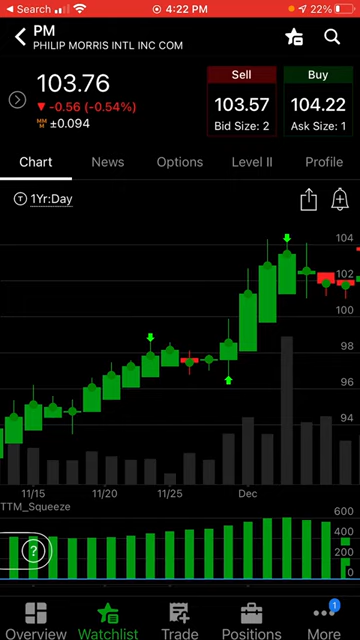 Search
4:22 PM
22%
PM
PHILIP MORRIS INTL INC COM
103.76
-0.56 (-0.54%)
MM
M
±0.094
Sell
103.57
Bid Size: 2
Buy
104.22
Ask Size: 1
Chart
News
Options
Level II
Profile
T
1Yr:Day
104
102
100
98
96
94
11/15
11/20
11/25
Dec
TTM_Squeeze
600
400
200
0
?
1
Overview
Watchlist
Trade
Positions
More